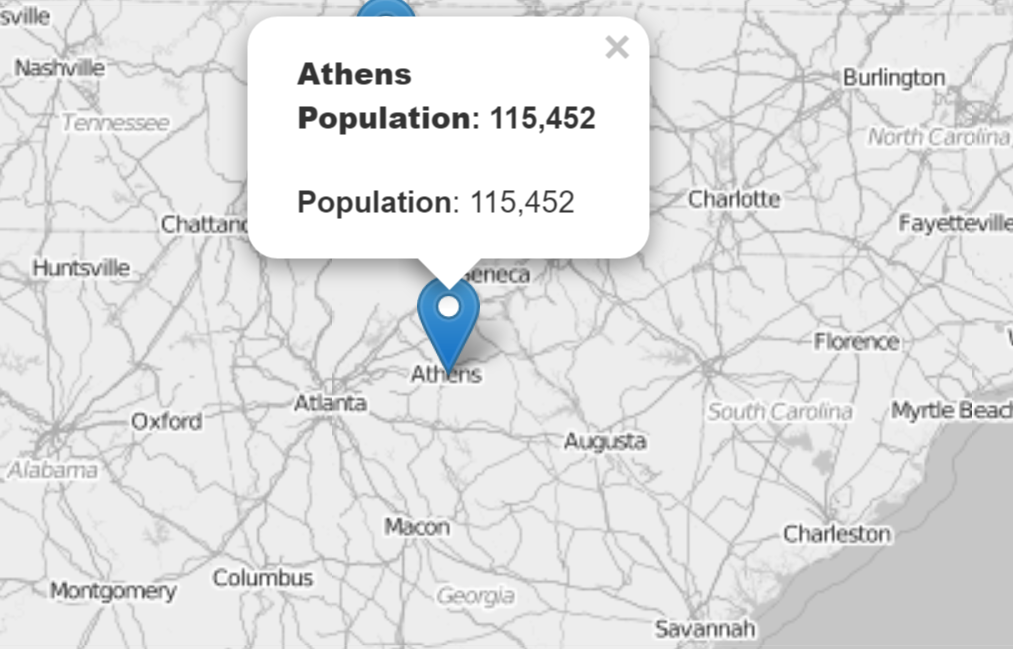 sville
Nashville
Tennessee
×
Athens
Population: 115,452
Population: 115,452
Burlington
North Carolina
Charlotte
Fayetteville
Chattanc
Huntsville
Seneca
Florence
Athens
Atlanta
Oxford
South Carolina
Myrtle Beach
Augusta
Alabama
Macon
Charleston
Columbus
Montgomery
Georgia
Savannah